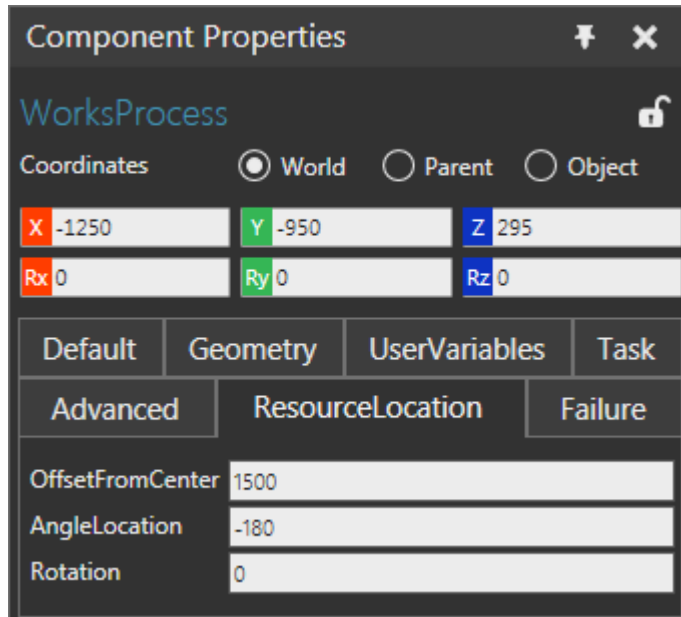 Component Properties
WorksProcess
Coordinates World Parent Object
X -1250 Y -950 Z 295
Rx 0 Ry 0 Rz 0
Default Geometry UserVariables Task
Advanced ResourceLocation Failure
OffsetFromCenter 1500
AngleLocation -180
Rotation 0